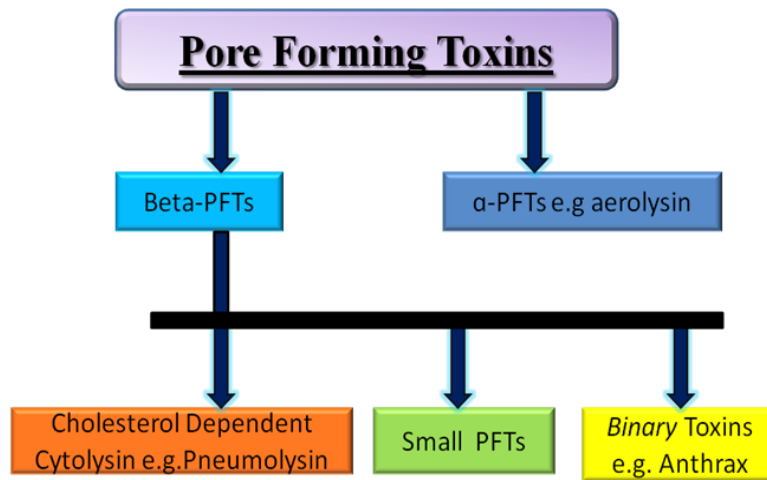 Pore Forming Toxins
Beta-PFTs
α-PFTs e.g aerolysin
Cholesterol Dependent
Cytolysin e.g.Pneumolysin
Small PFTs
Binary Toxins
e.g. Anthrax